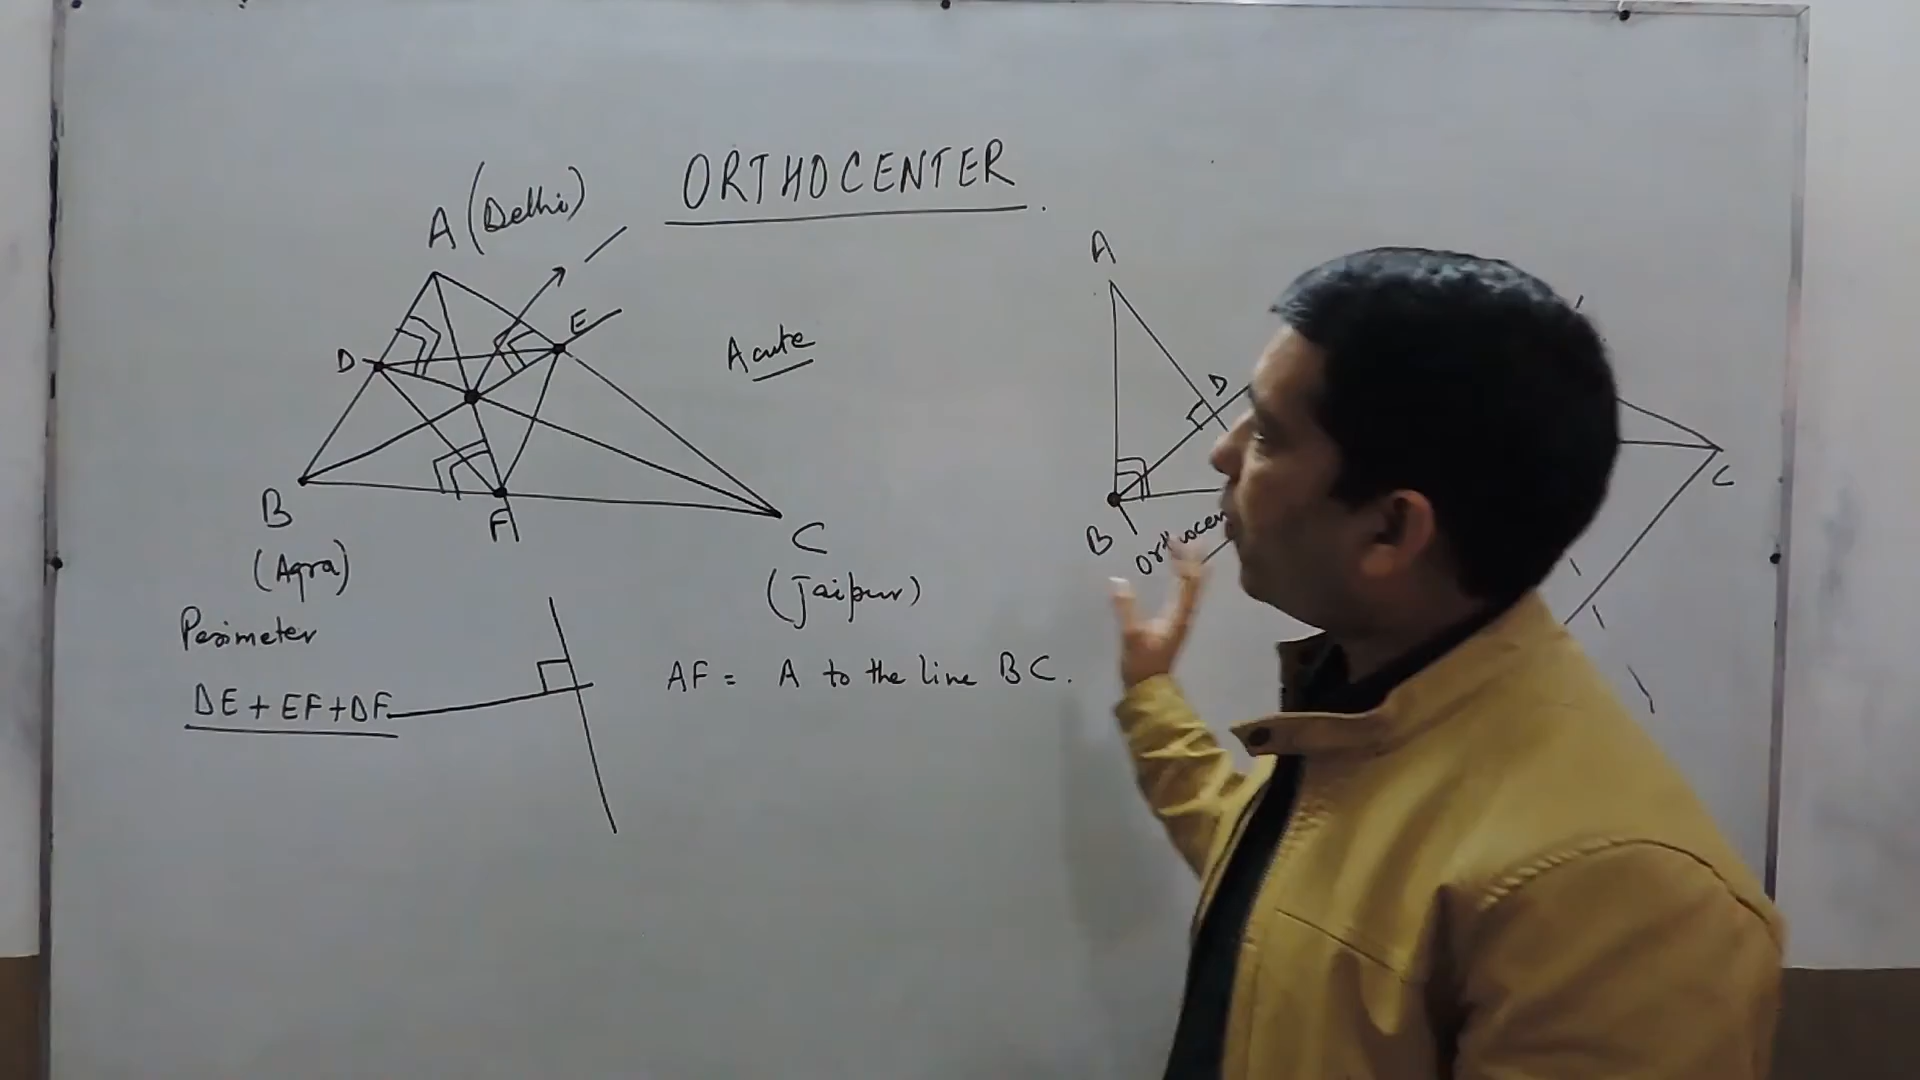 ORTHOCENTER
A (Delhi)
D
E
B
(Agra)
F
C
(Jaipur)
Acute
Perimeter
DE + EF + DF
AF = A to the line BC.
A
D
B
C